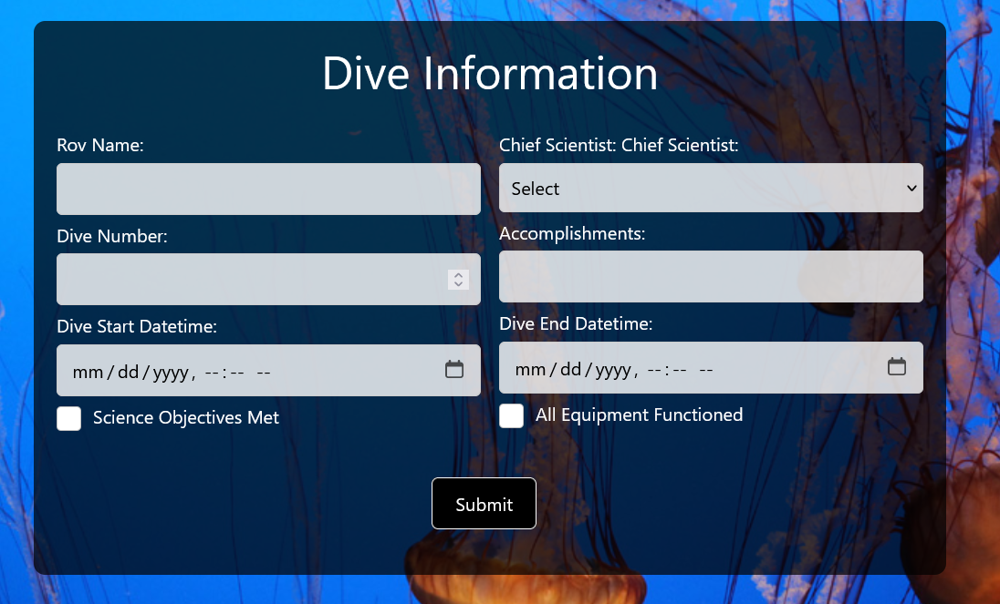 Dive Information
Rov Name:
Chief Scientist: Chief Scientist:
Select
Dive Number:
Accomplishments:
Dive Start Datetime:
Dive End Datetime:
mm/dd/yyyy, --:-- --
mm/dd/yyyy, --:-- --
Science Objectives Met
All Equipment Functioned
Submit